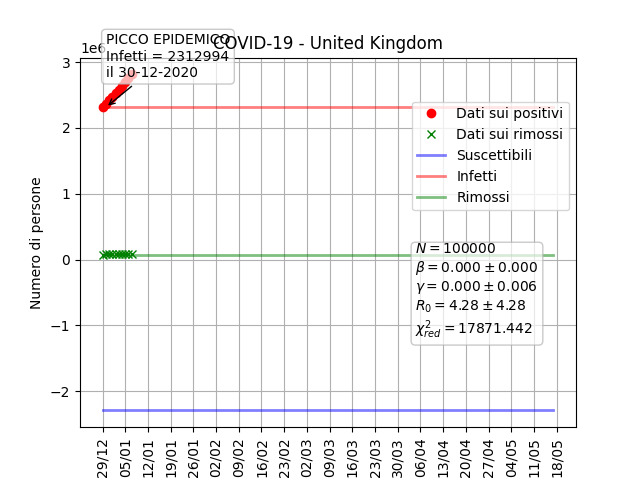 COVID-19 - United Kingdom
1e6
PICCO EPIDEMICO
Infetti = 2312994
il 30-12-2020
Numero di persone
3
2
1
0
−1
−2
Dati sui positivi
Dati sui rimossi
Suscettibili
Infetti
Rimossi
N = 100000
β = 0.000 ± 0.000
γ = 0.000 ± 0.006
R₀ = 4.28 ± 4.28
χ²red = 17871.442
29/12
05/01
12/01
19/01
26/01
02/02
09/02
16/02
23/02
02/03
09/03
16/03
23/03
30/03
06/04
13/04
20/04
27/04
04/05
11/05
18/05